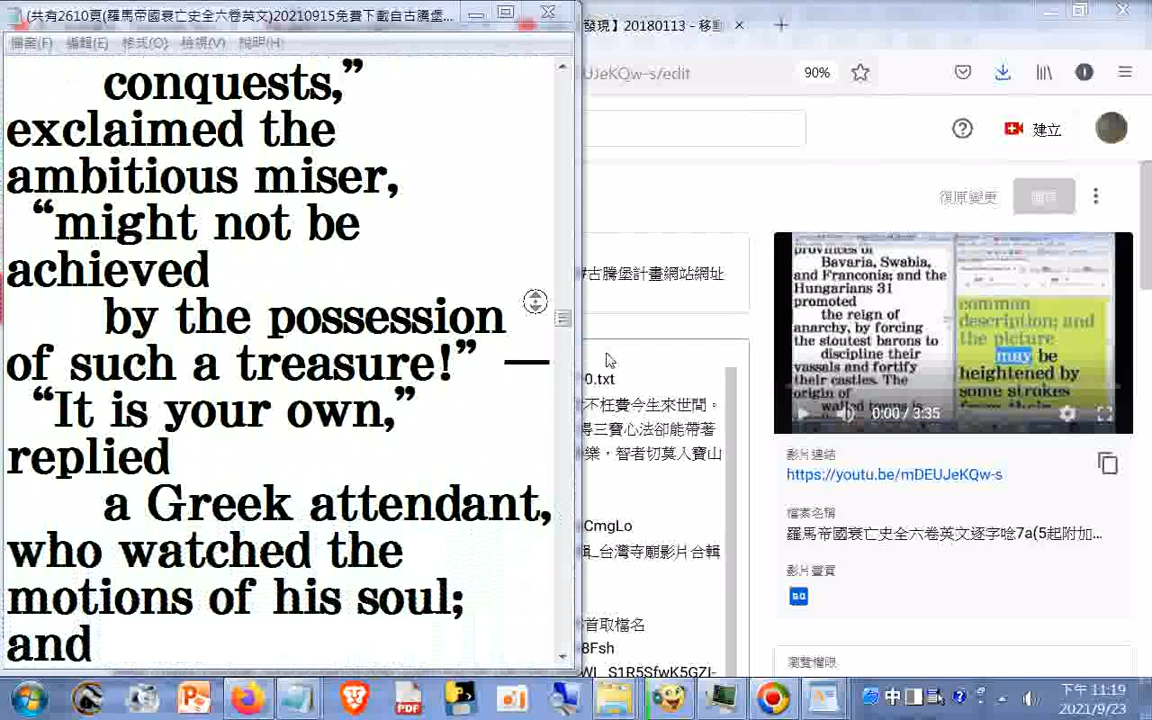 (共有2610頁(羅馬帝國衰亡史全六卷英文)20210915免費下載自古騰堡...
檔案(F) 編輯(E) 格式(O) 檢視(V) 說明(H)
conquests,”
exclaimed the
ambitious miser,
“might not be
achieved
by the possession
of such a treasure!” —
“It is your own,”
replied
a Greek attendant,
who watched the
motions of his soul;
and
發現】20180113 - 移動
JeKQw-s/edit
90%
建立
復原變更
#古騰堡計畫網站網址
0.txt
不枉費今生來世間。
得三寶心法卻能帶著
樂，智者切莫入寶山
CmgLo
_台灣寺廟影片合輯
首取檔名
8Fsh
WI_S1R5SfwK5GZI-
provinces of
Bavaria, Swabia,
and Franconia; and the
Hungarians 31
promoted
the reign of
anarchy, by forcing
the stoutest barons to
discipline their
vassals and fortify
their castles. The
origin of
walled towns is
common
description; and
the picture
may be
heightened by
some strokes
from their
0:00 / 3:35
影片連結
https://youtu.be/mDEUJeKQw-s
檔案名稱
羅馬帝國衰亡史全六卷英文逐字唸7a(5起附加...
影片畫質
瀏覽權限
中
下午 11:19
2021/9/23